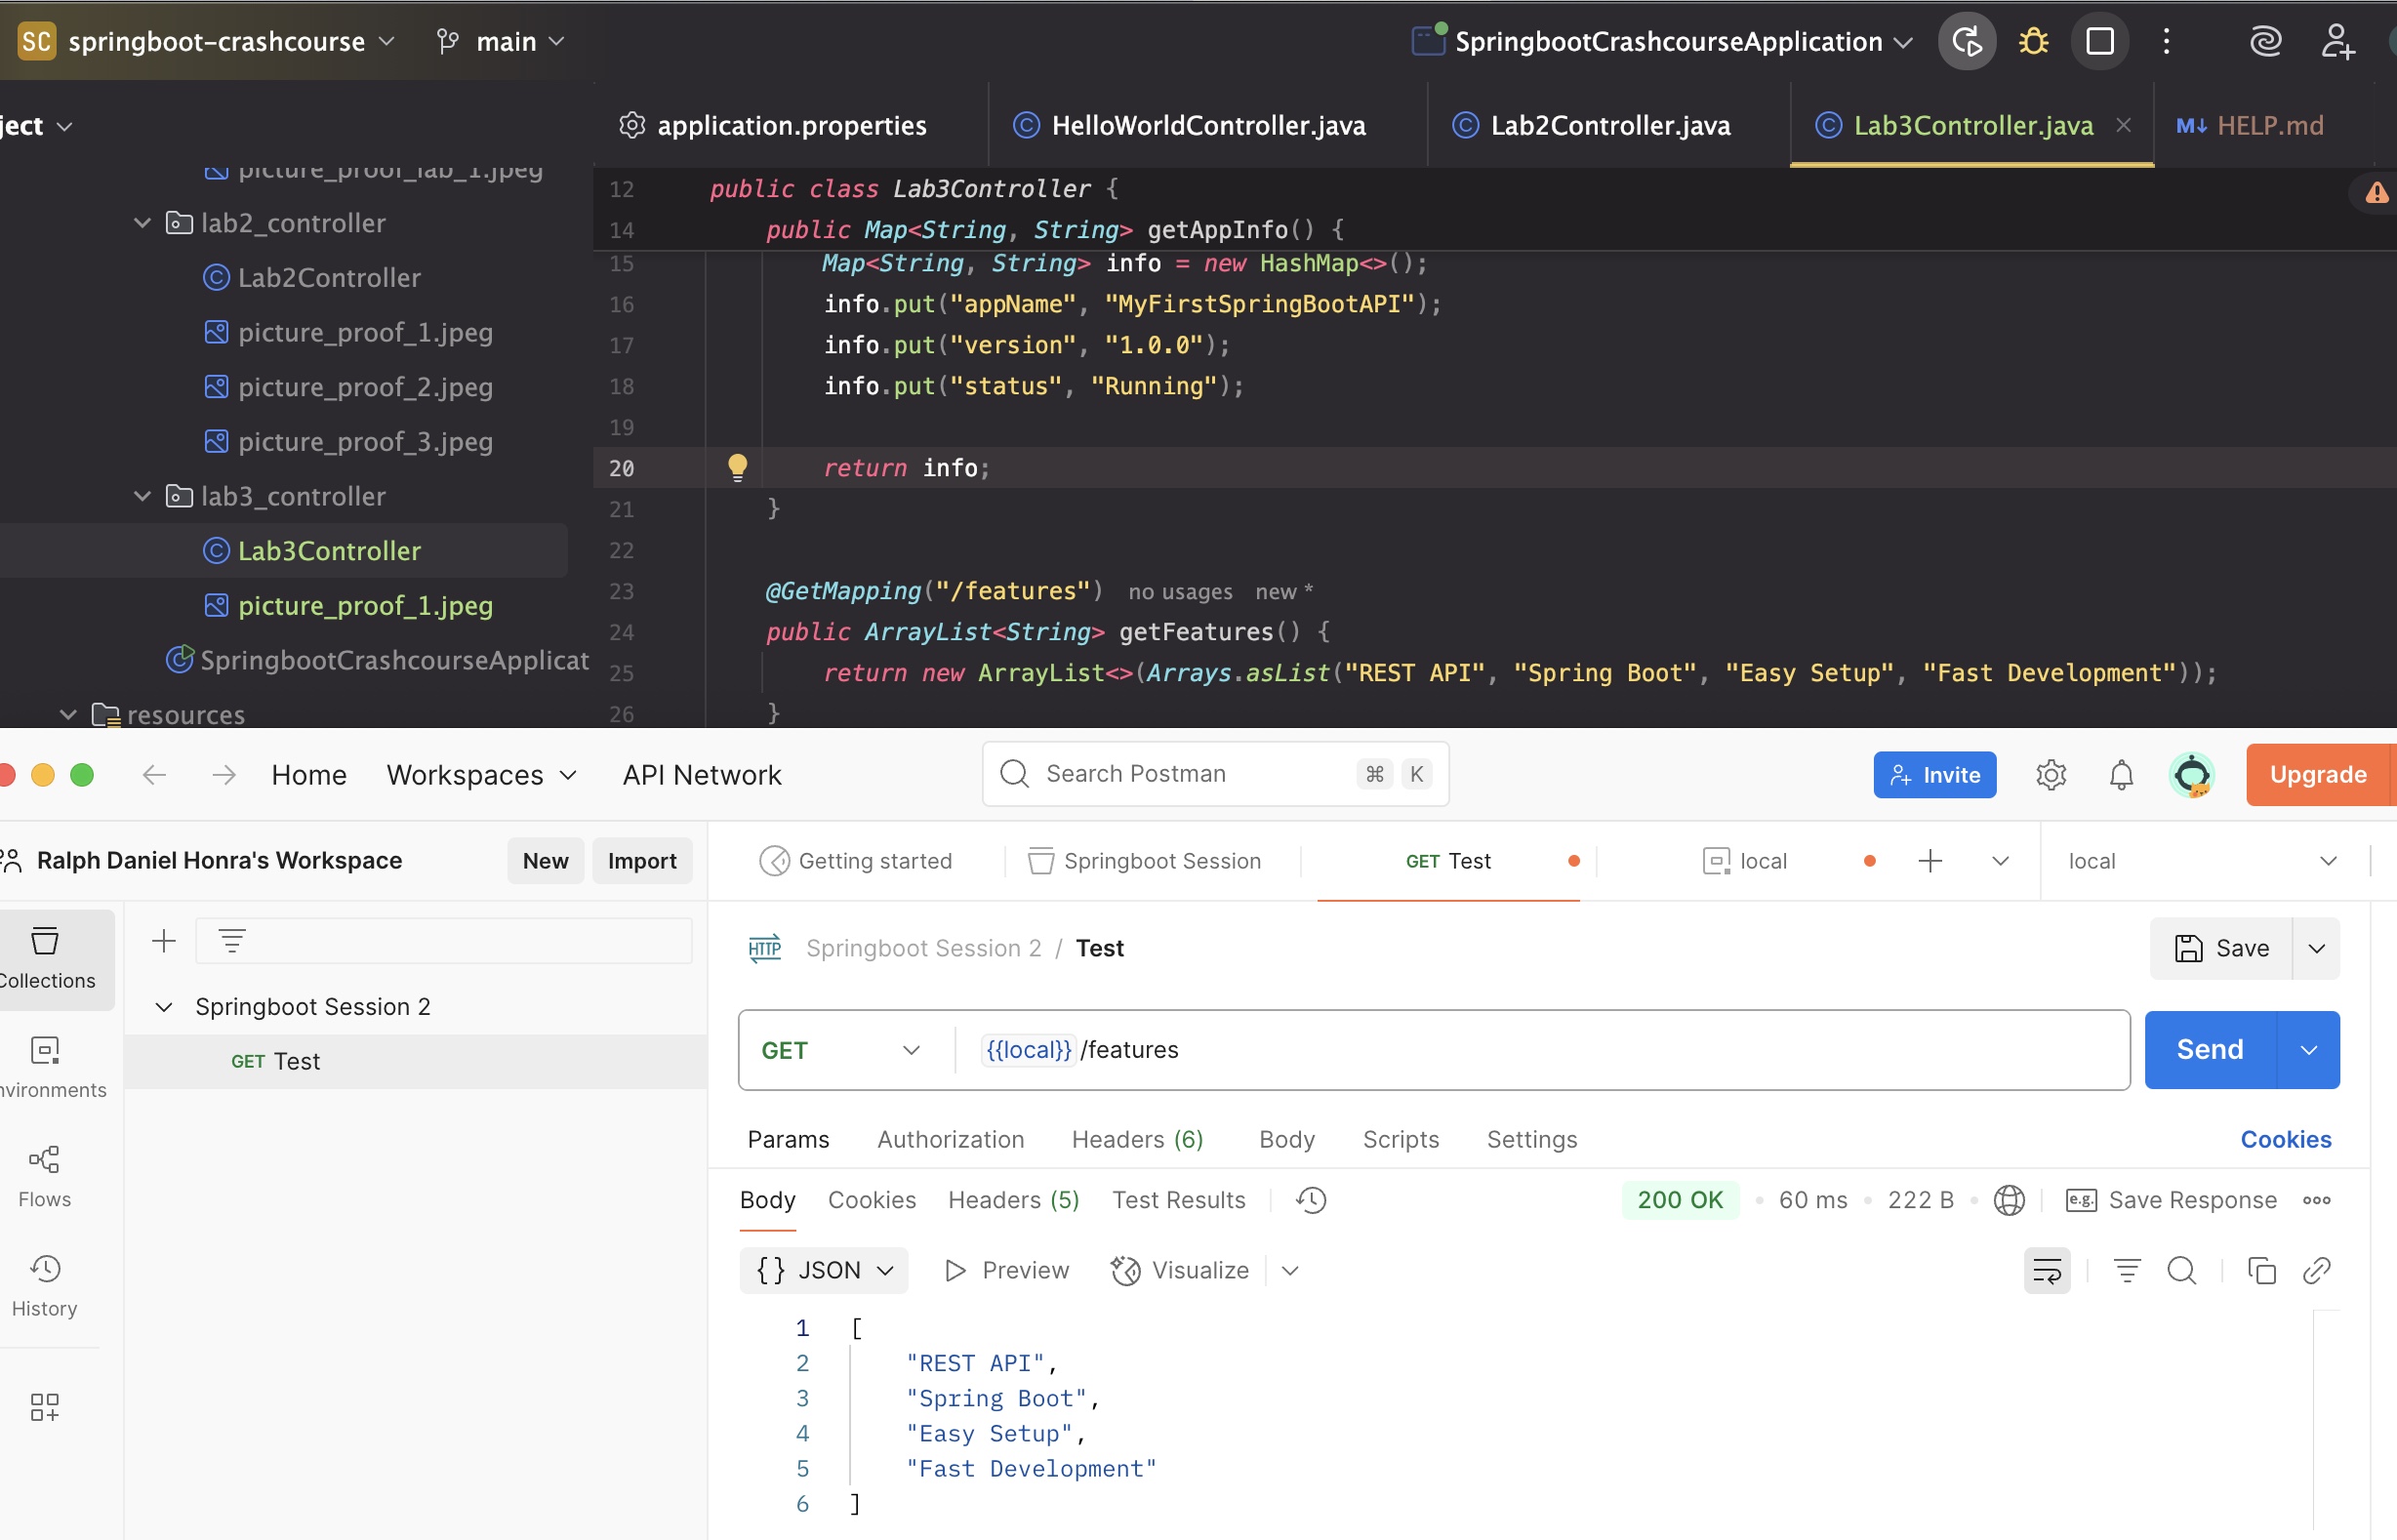 SC springboot-crashcourse main SpringbootCrashcourseApplication
ject
application.properties HelloWorldController.java Lab2Controller.java Lab3Controller.java M↓ HELP.md
picture_proof_lab_1.jpeg
lab2_controller
Lab2Controller
picture_proof_1.jpeg
picture_proof_2.jpeg
picture_proof_3.jpeg
lab3_controller
Lab3Controller
picture_proof_1.jpeg
SpringbootCrashcourseApplicat
resources
12 public class Lab3Controller {
14 public Map<String, String> getAppInfo() {
15 Map<String, String> info = new HashMap<>();
16 info.put("appName", "MyFirstSpringBootAPI");
17 info.put("version", "1.0.0");
18 info.put("status", "Running");
19
20 return info;
21 }
22
23 @GetMapping("/features") no usages new *
24 public ArrayList<String> getFeatures() {
25 return new ArrayList<>(Arrays.asList("REST API", "Spring Boot", "Easy Setup", "Fast Development"));
26 }
Home Workspaces API Network Search Postman ⌘ K Invite Upgrade
Ralph Daniel Honra's Workspace New Import
Getting started Springboot Session GET Test local local
Collections
nvironments
Flows
History
Springboot Session 2
GET Test
HTTP Springboot Session 2 / Test Save
GET {{local}} /features Send
Params Authorization Headers (6) Body Scripts Settings Cookies
Body Cookies Headers (5) Test Results 200 OK 60 ms 222 B e.g. Save Response
{} JSON Preview Visualize
1 [
2 "REST API",
3 "Spring Boot",
4 "Easy Setup",
5 "Fast Development"
6 ]